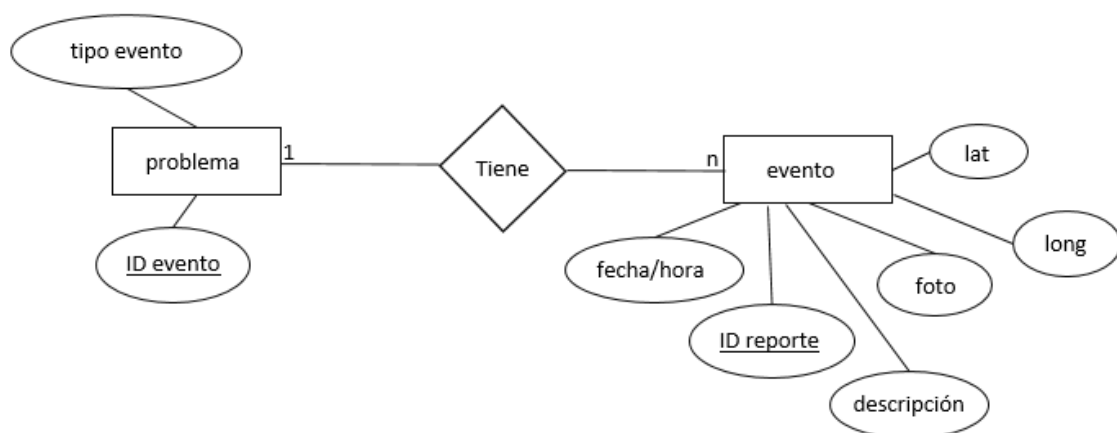 tipo evento
problema
1
Tiene
n
evento
lat
long
ID evento
fecha/hora
foto
ID reporte
descripción